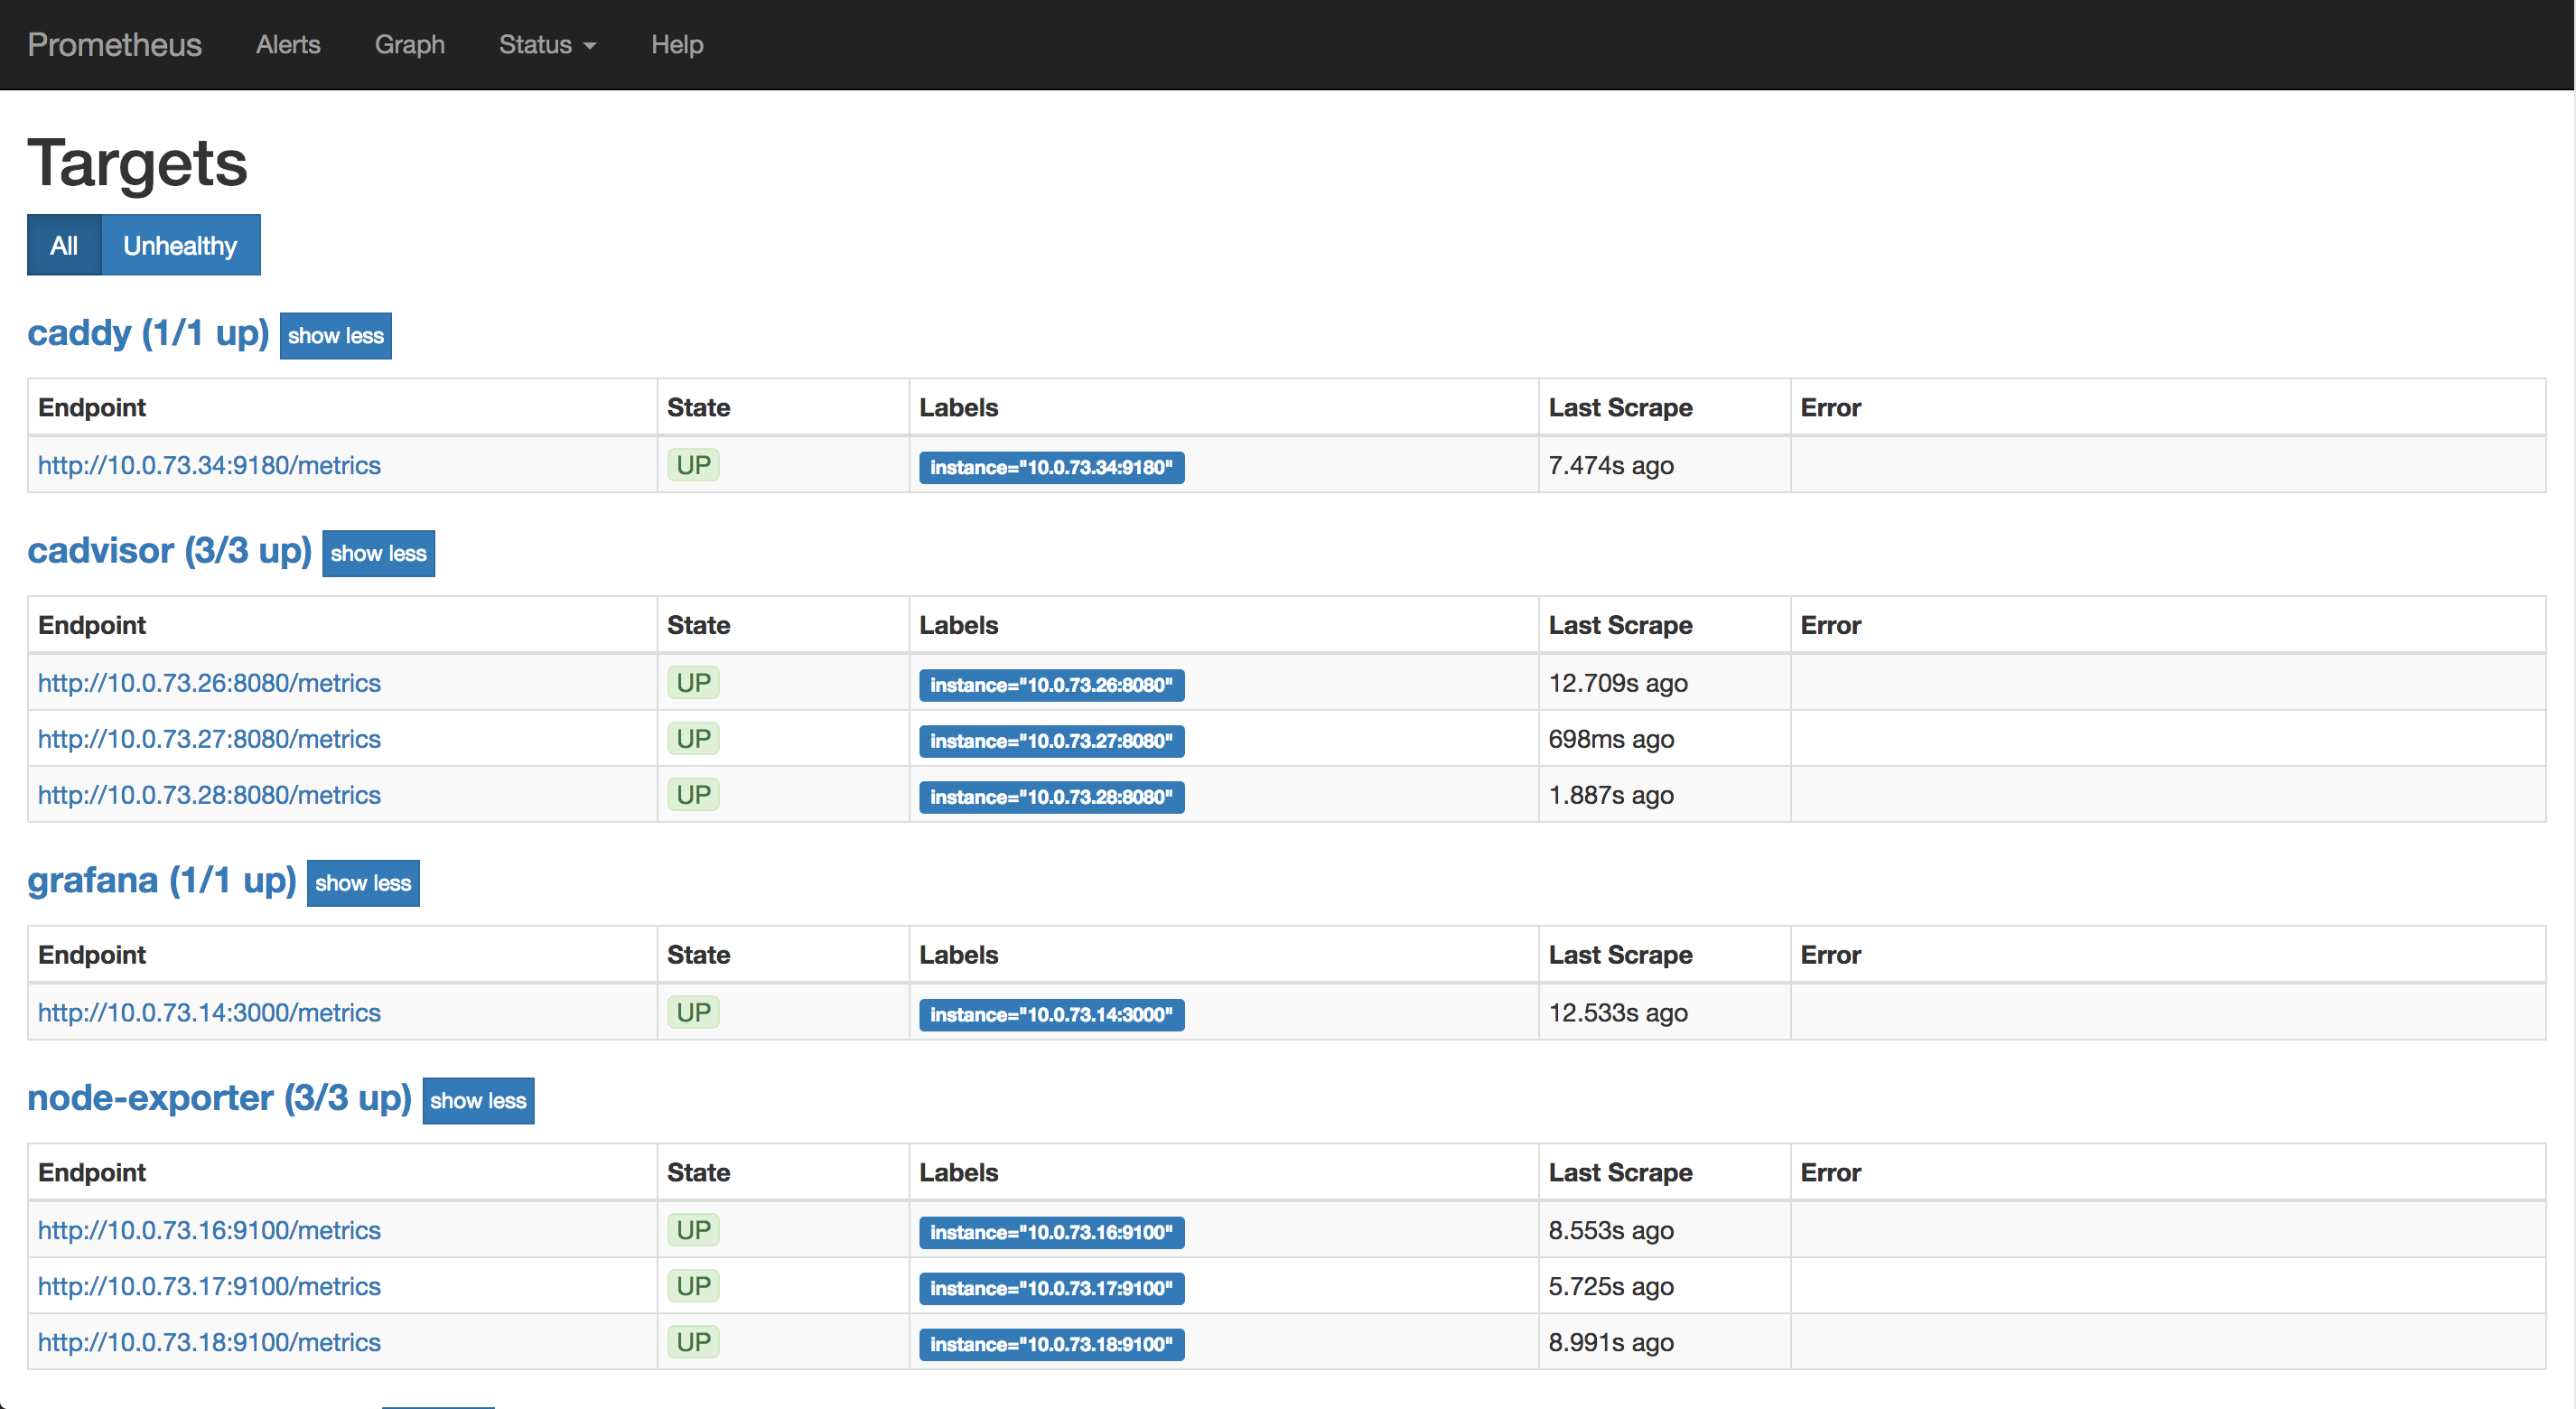 Prometheus Alerts Graph Status Help
Targets
All Unhealthy
caddy (1/1 up) show less
Endpoint State Labels Last Scrape Error
http://10.0.73.34:9180/metrics UP instance="10.0.73.34:9180" 7.474s ago
cadvisor (3/3 up) show less
Endpoint State Labels Last Scrape Error
http://10.0.73.26:8080/metrics UP instance="10.0.73.26:8080" 12.709s ago
http://10.0.73.27:8080/metrics UP instance="10.0.73.27:8080" 698ms ago
http://10.0.73.28:8080/metrics UP instance="10.0.73.28:8080" 1.887s ago
grafana (1/1 up) show less
Endpoint State Labels Last Scrape Error
http://10.0.73.14:3000/metrics UP instance="10.0.73.14:3000" 12.533s ago
node-exporter (3/3 up) show less
Endpoint State Labels Last Scrape Error
http://10.0.73.16:9100/metrics UP instance="10.0.73.16:9100" 8.553s ago
http://10.0.73.17:9100/metrics UP instance="10.0.73.17:9100" 5.725s ago
http://10.0.73.18:9100/metrics UP instance="10.0.73.18:9100" 8.991s ago